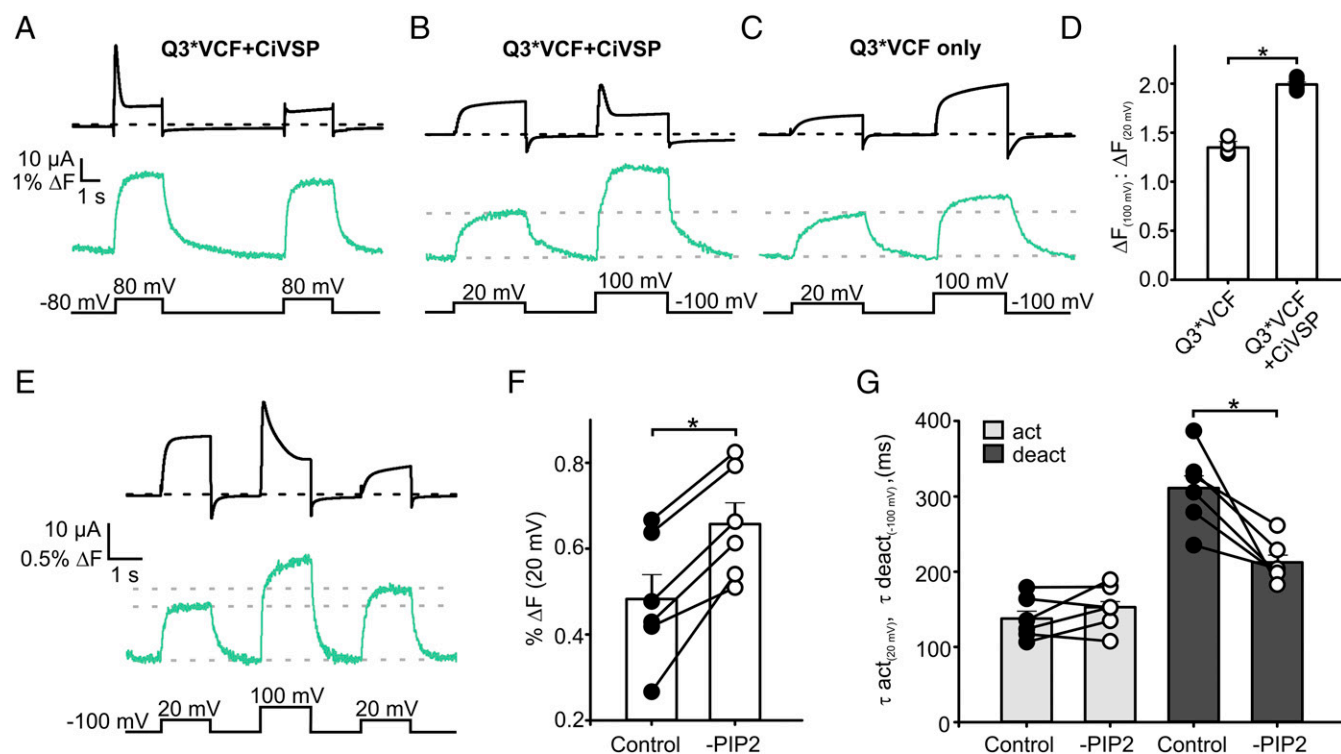 A
Q3*VCF+CiVSP
10 µA
1% ΔF
1 s
-80 mV
80 mV
80 mV
B
Q3*VCF+CiVSP
20 mV
100 mV
-100 mV
C
Q3*VCF only
20 mV
100 mV
-100 mV
D
ΔF(100 mV) : ΔF(20 mV)
2.0
1.5
1.0
0.5
0.0
*
Q3*VCF
Q3*VCF
+CiVSP
E
10 µA
0.5% ΔF
1 s
-100 mV
20 mV
100 mV
20 mV
F
% ΔF (20 mV)
0.8
0.6
0.4
0.2
*
Control
-PIP2
G
τ act(20 mV), τ deact(-100 mV),(ms)
400
300
200
100
0
act
deact
*
Control
-PIP2
Control
-PIP2